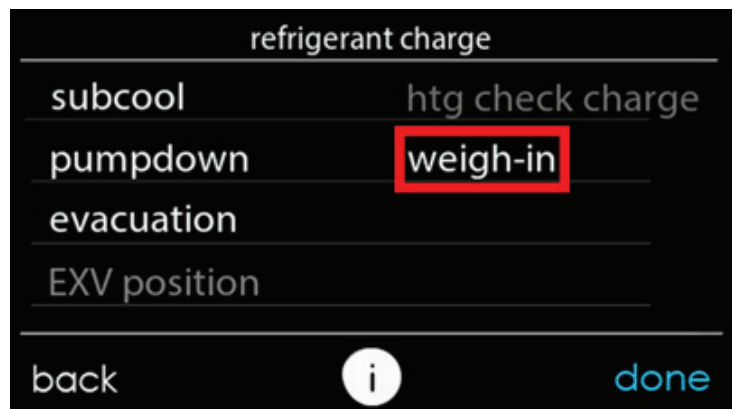 refrigerant charge
subcool htg check charge
pumpdown weigh-in
evacuation
EXV position
back i done